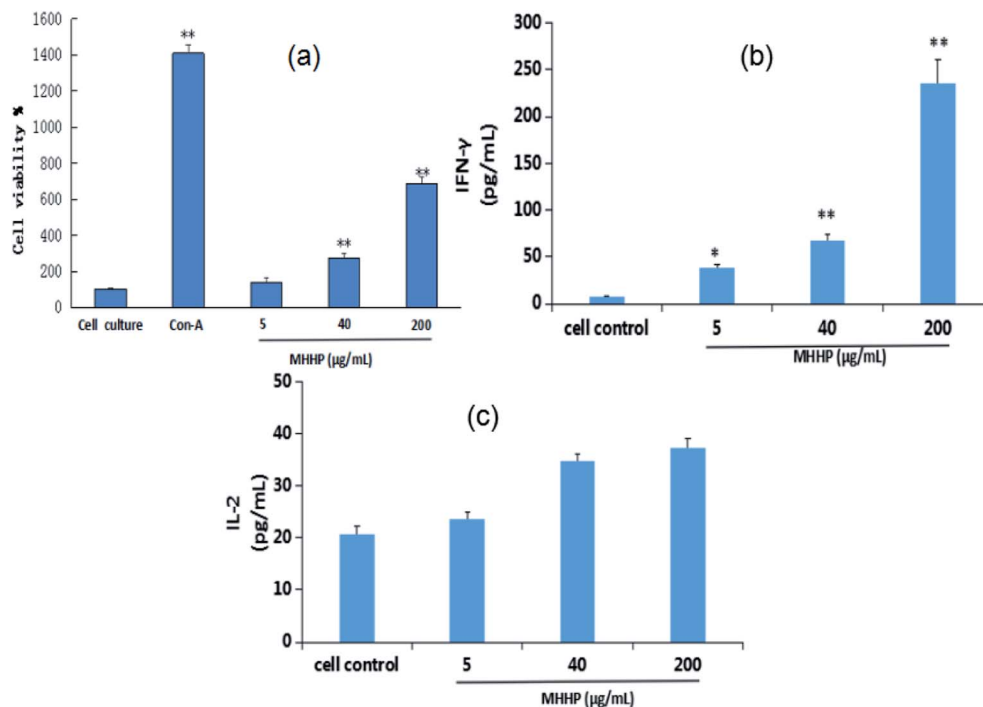 1600
1400
1200
1000
800
600
400
200
0
Cell viability %
(a)
**
**
**
Cell culture Con-A 5 40 200
MHHP (µg/mL)
300
250
200
150
100
50
0
IFN-γ
(pg/mL)
(b)
*
**
**
cell control 5 40 200
MHHP (µg/mL)
50
40
30
20
10
0
IL-2
(pg/mL)
(c)
cell control 5 40 200
MHHP (µg/mL)